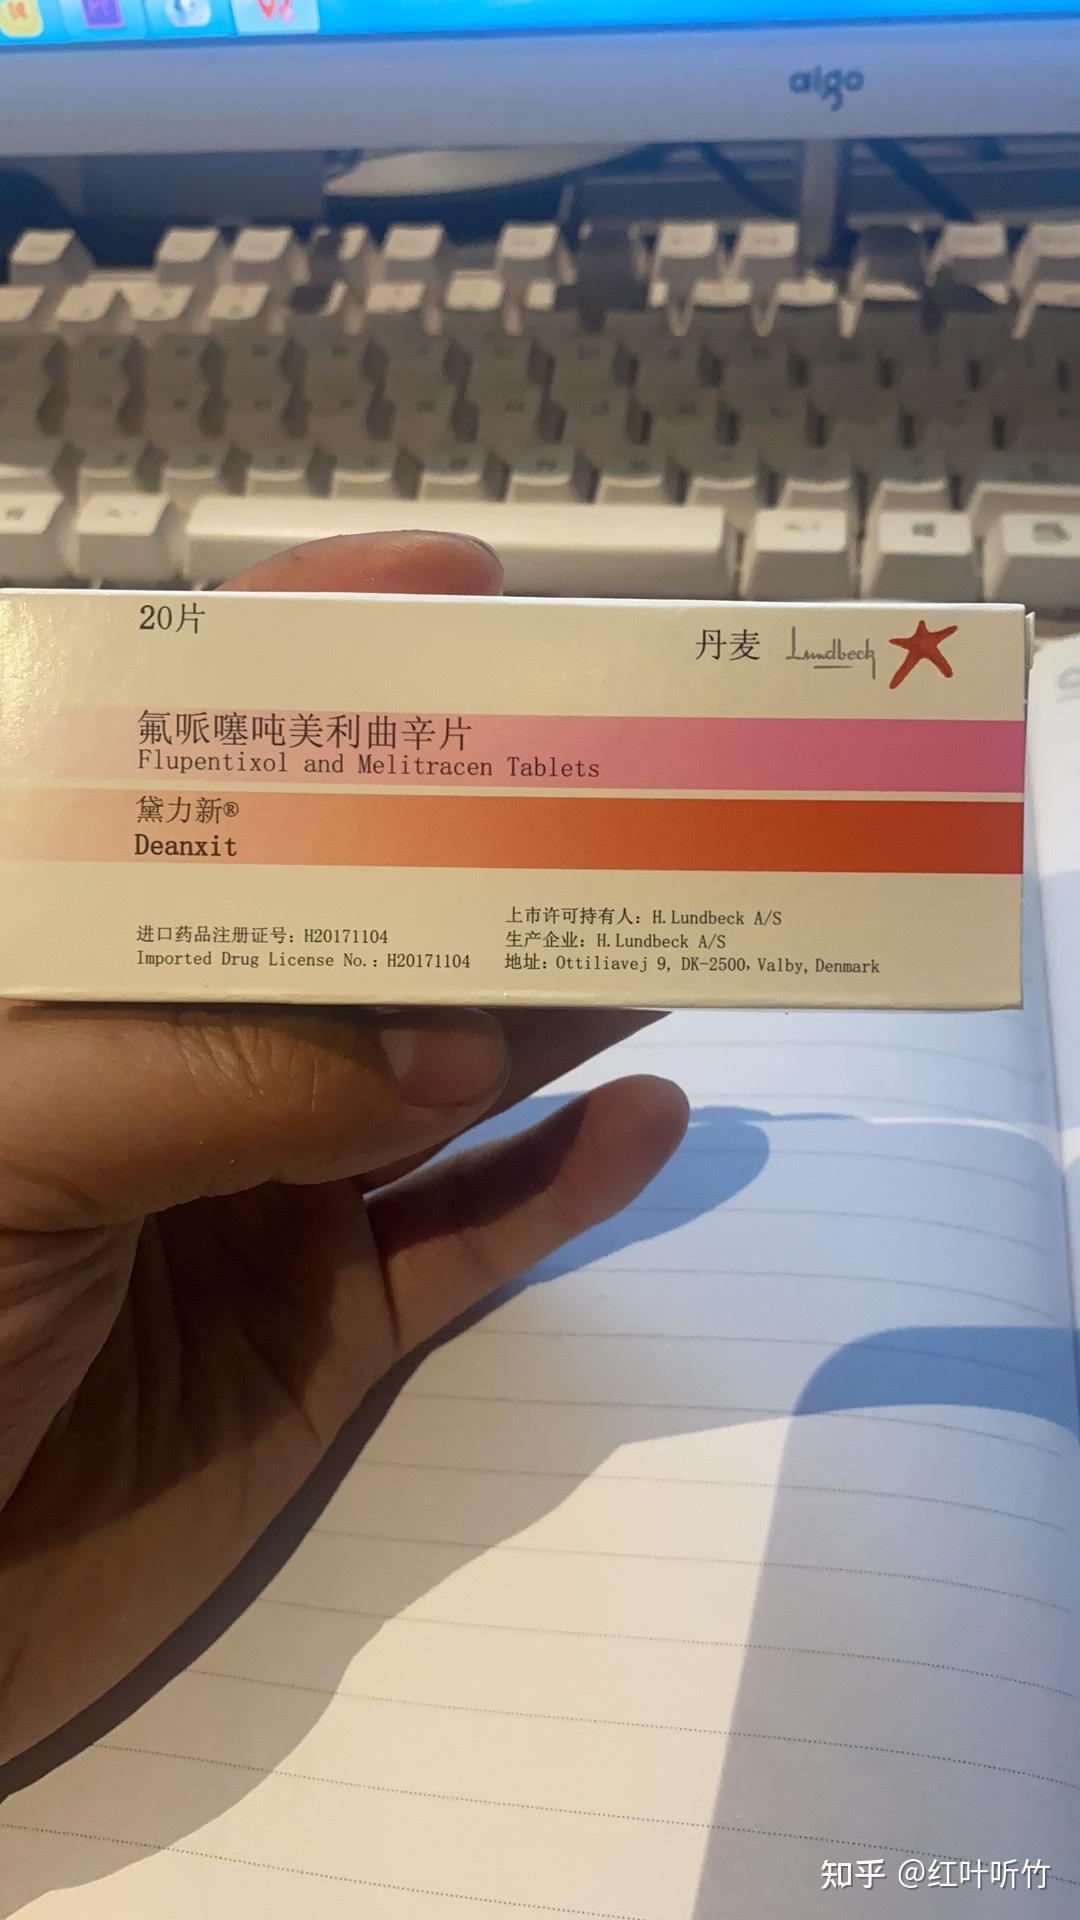 aigo
20片
丹麦 Lundbeck
氟哌噻吨美利曲辛片
Flupentixol and Melitracen Tablets
黛力新®
Deanxit
进口药品注册证号: H20171104
Imported Drug License No.: H20171104
上市许可持有人: H. Lundbeck A/S
生产企业: H. Lundbeck A/S
地址: Ottiliavej 9, DK-2500, Valby, Denmark
知乎 @红叶听竹